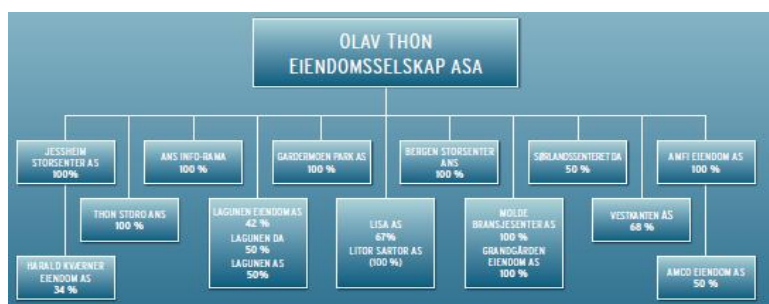 OLAV THON
EIENDOMSSELSKAP ASA
JESSHEIM
STORSENTER AS
100%
ANS INFO-RAMA
100 %
GARDERMOEN PARK AS
100 %
BERGEN STORSENTER
ANS
100 %
SØRLANDSSENTERET DA
50 %
AMFI EIENDOM AS
100 %
THON STORO ANS
100 %
LAGUNEN EIENDOM AS
42 %
LAGUNEN DA
50 %
LAGUNEN AS
50%
LISA AS
67%
LITOR SARTOR AS
(100 %)
MOLDE
BRANSJESENTER AS
100 %
GRANDGÅRDEN
EIENDOM AS
100 %
VESTKANTEN AS
68 %
HARALD KVÆRNER
EIENDOM AS
34 %
AMCO EIENDOM AS
50 %